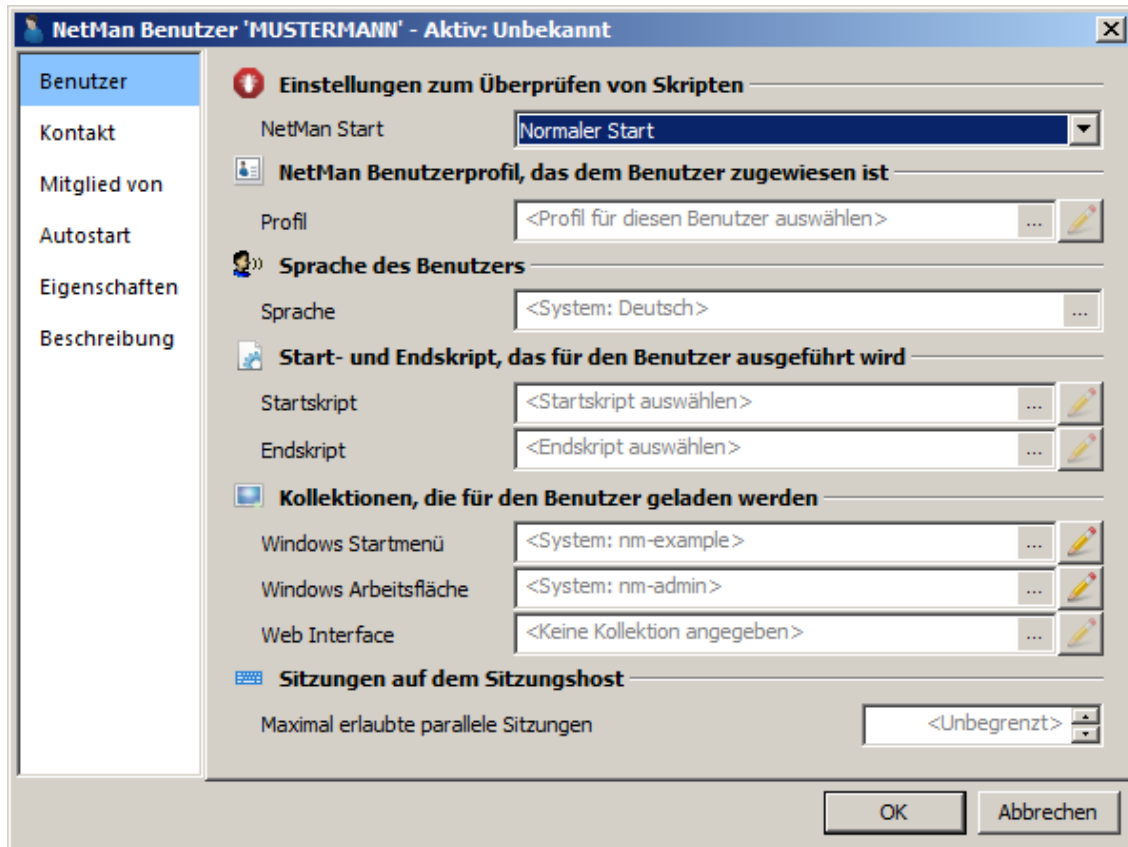 NetMan Benutzer 'MUSTERMANN' - Aktiv: Unbekannt
Benutzer
Kontakt
Mitglied von
Autostart
Eigenschaften
Beschreibung
Einstellungen zum Überprüfen von Skripten
NetMan Start Normaler Start
NetMan Benutzerprofil, das dem Benutzer zugewiesen ist
Profil <Profil für diesen Benutzer auswählen> ...
Sprache des Benutzers
Sprache <System: Deutsch> ...
Start- und Endskript, das für den Benutzer ausgeführt wird
Startskript <Startskript auswählen> ...
Endskript <Endskript auswählen> ...
Kollektionen, die für den Benutzer geladen werden
Windows Startmenü <System: nm-example> ...
Windows Arbeitsfläche <System: nm-admin> ...
Web Interface <Keine Kollektion angegeben> ...
Sitzungen auf dem Sitzungshost
Maximal erlaubte parallele Sitzungen <Unbegrenzt>
OK Abbrechen